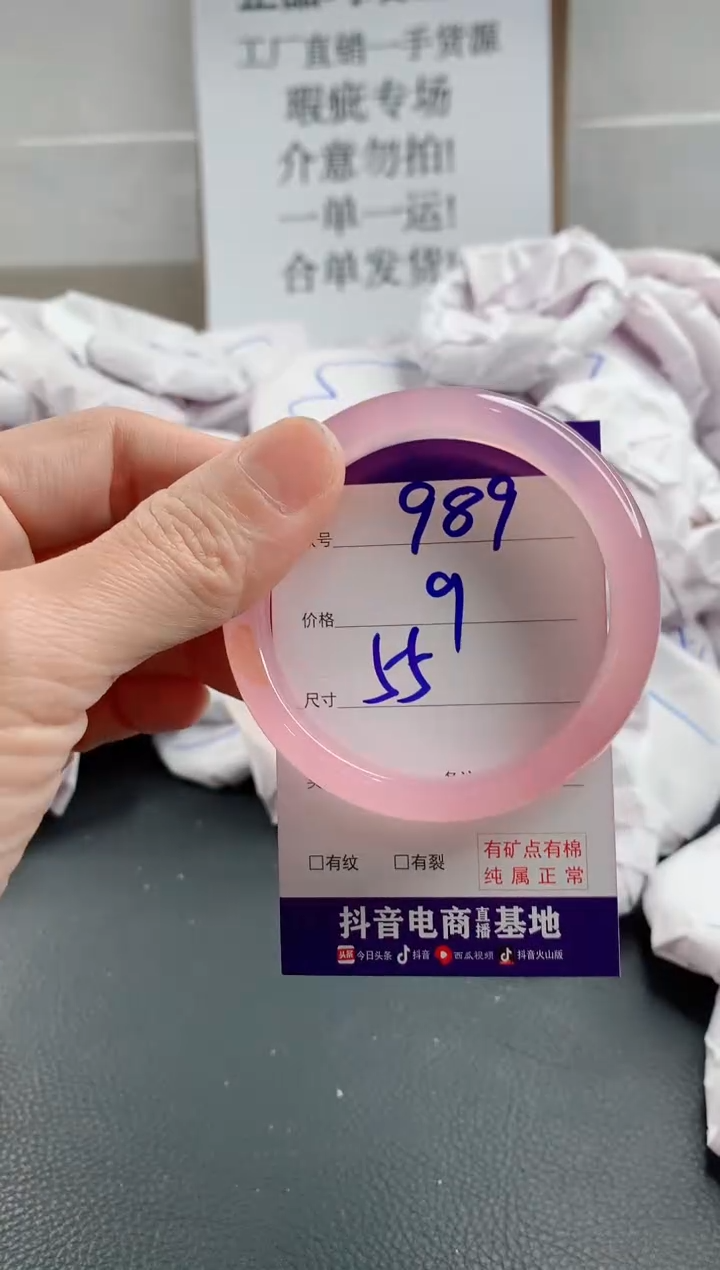 工厂直销一手货源
瑕疵专场
介意勿拍!
一单一运!
合单发货!
号 989
价格 9
尺寸 55
□有纹 □有裂
有矿点有棉
纯属正常
抖音电商直播基地
头条 今日头条 抖音 西瓜视频 抖音火山版